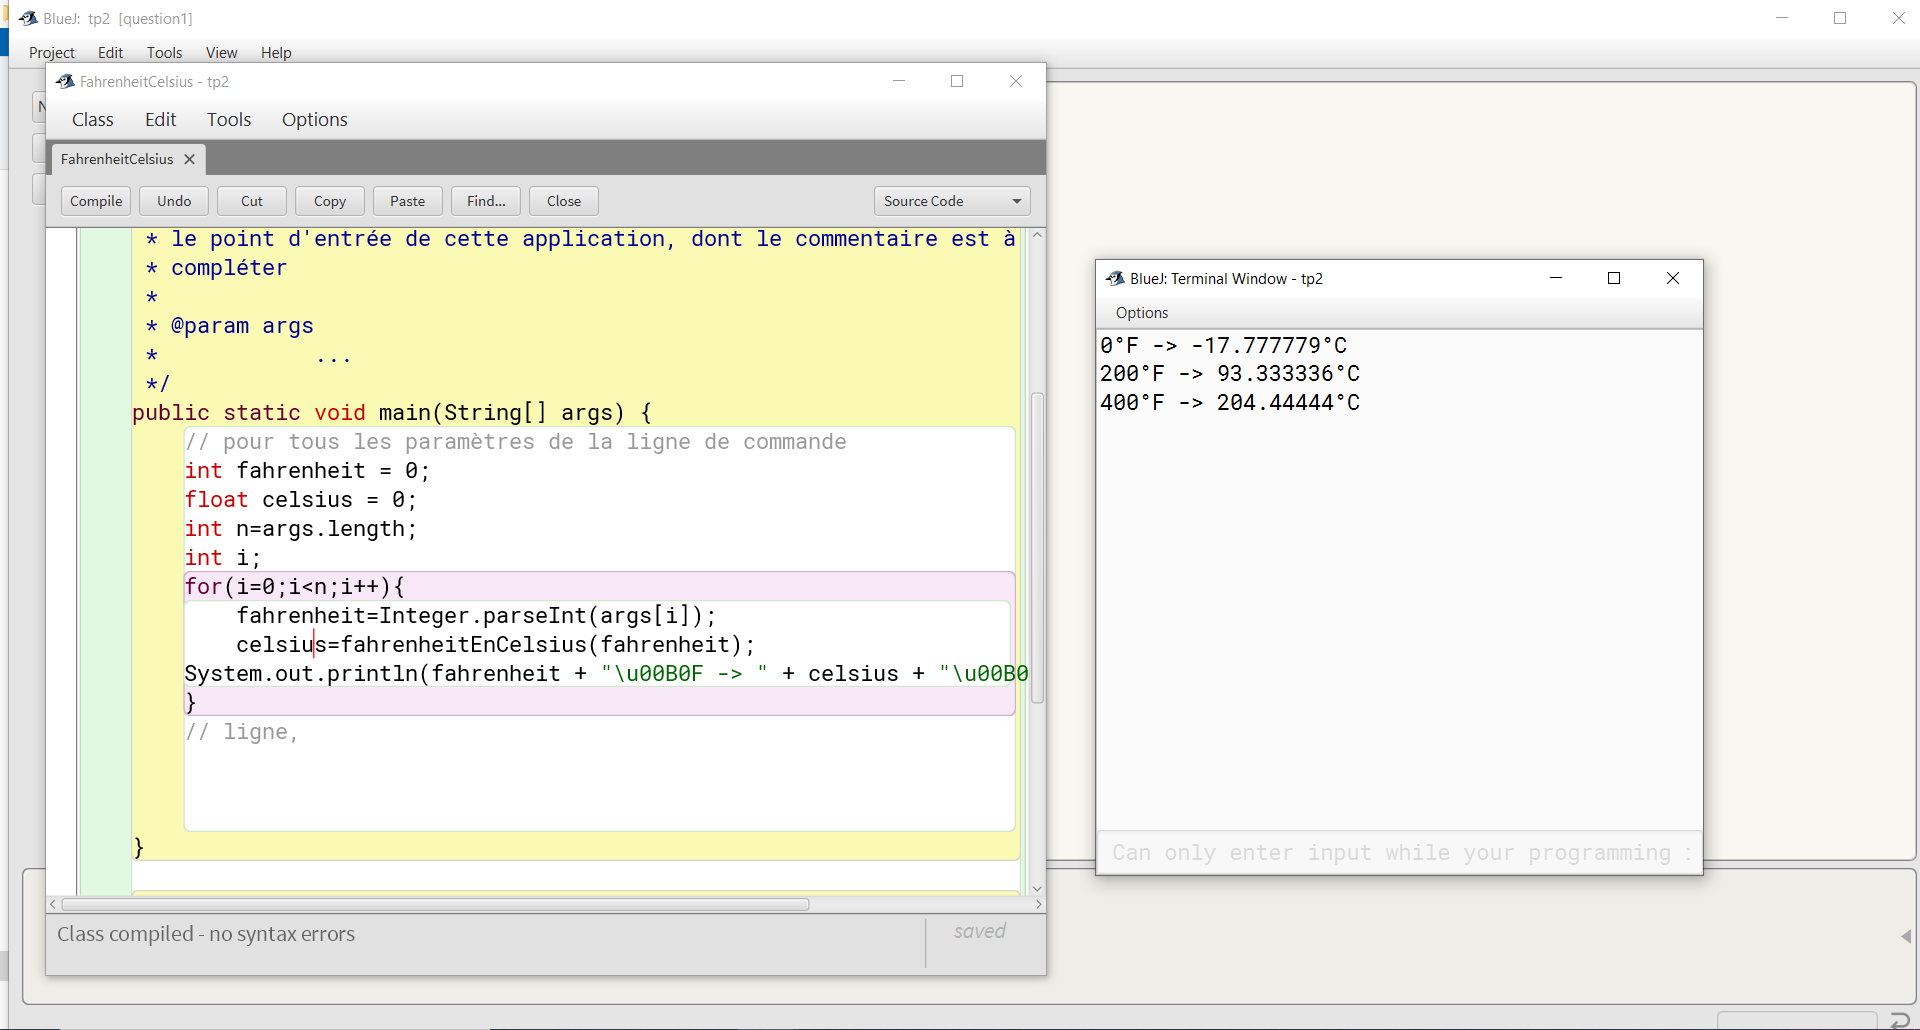 BlueJ: tp2 [question1]
Project Edit Tools View Help
FahrenheitCelsius - tp2
Class Edit Tools Options
FahrenheitCelsius
Compile Undo Cut Copy Paste Find... Close Source Code
* le point d'entrée de cette application, dont le commentaire est à
* compléter
*
* @param args
* ...
*/
public static void main(String[] args) {
// pour tous les paramètres de la ligne de commande
int fahrenheit = 0;
float celsius = 0;
int n=args.length;
int i;
for(i=0;i<n;i++){
fahrenheit=Integer.parseInt(args[i]);
celsius=fahrenheitEnCelsius(fahrenheit);
System.out.println(fahrenheit + "\u00B0F -> " + celsius + "\u00B0
}
// ligne,
}
Class compiled - no syntax errors
saved
BlueJ: Terminal Window - tp2
Options
0°F -> -17.777779°C
200°F -> 93.333336°C
400°F -> 204.44444°C
Can only enter input while your programming